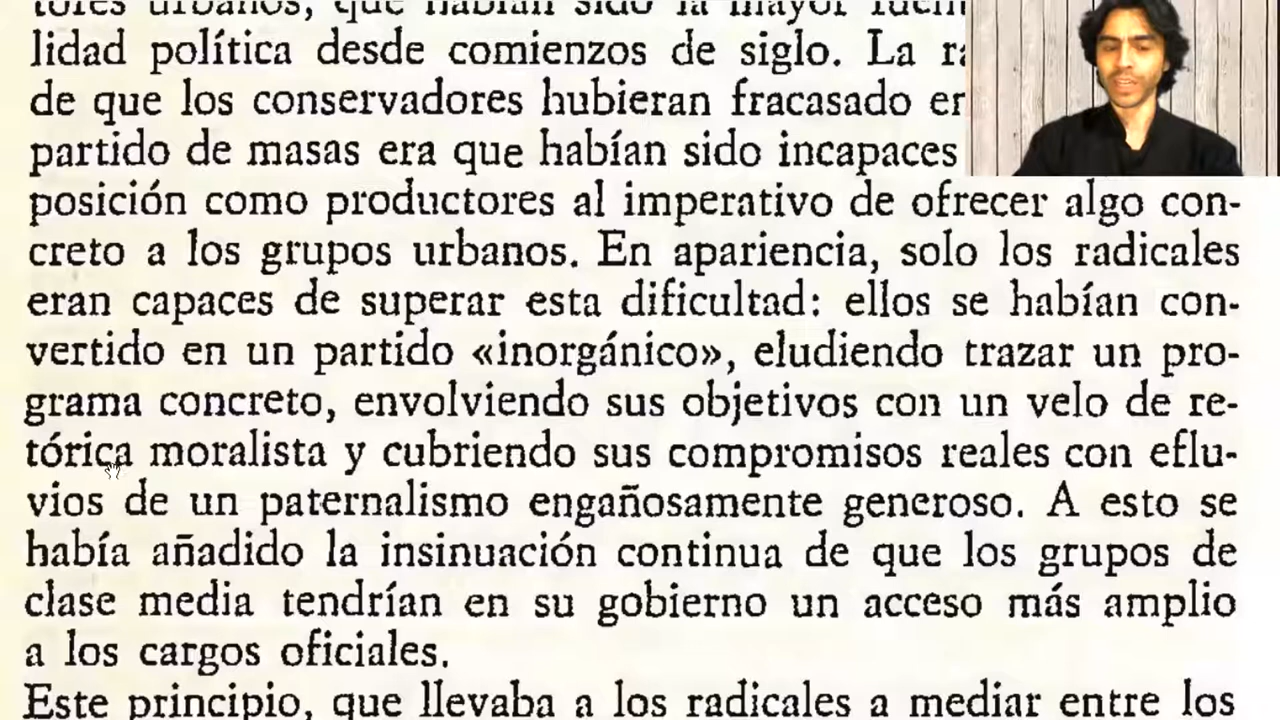 lidad política desde comienzos de siglo. La
de que los conservadores hubieran fracasado
partido de masas era que habían sido incapaces
posición como productores al imperativo de ofrecer algo con-
creto a los grupos urbanos. En apariencia, solo los radicales
eran capaces de superar esta dificultad: ellos se habían con-
vertido en un partido «inorgánico», eludiendo trazar un pro-
grama concreto, envolviendo sus objetivos con un velo de re-
tórica moralista y cubriendo sus compromisos reales con eflu-
vios de un paternalismo engañosamente generoso. A esto se
había añadido la insinuación continua de que los grupos de
clase media tendrían en su gobierno un acceso más amplio
a los cargos oficiales.
Este principio, que llevaba a los radicales a mediar entre los